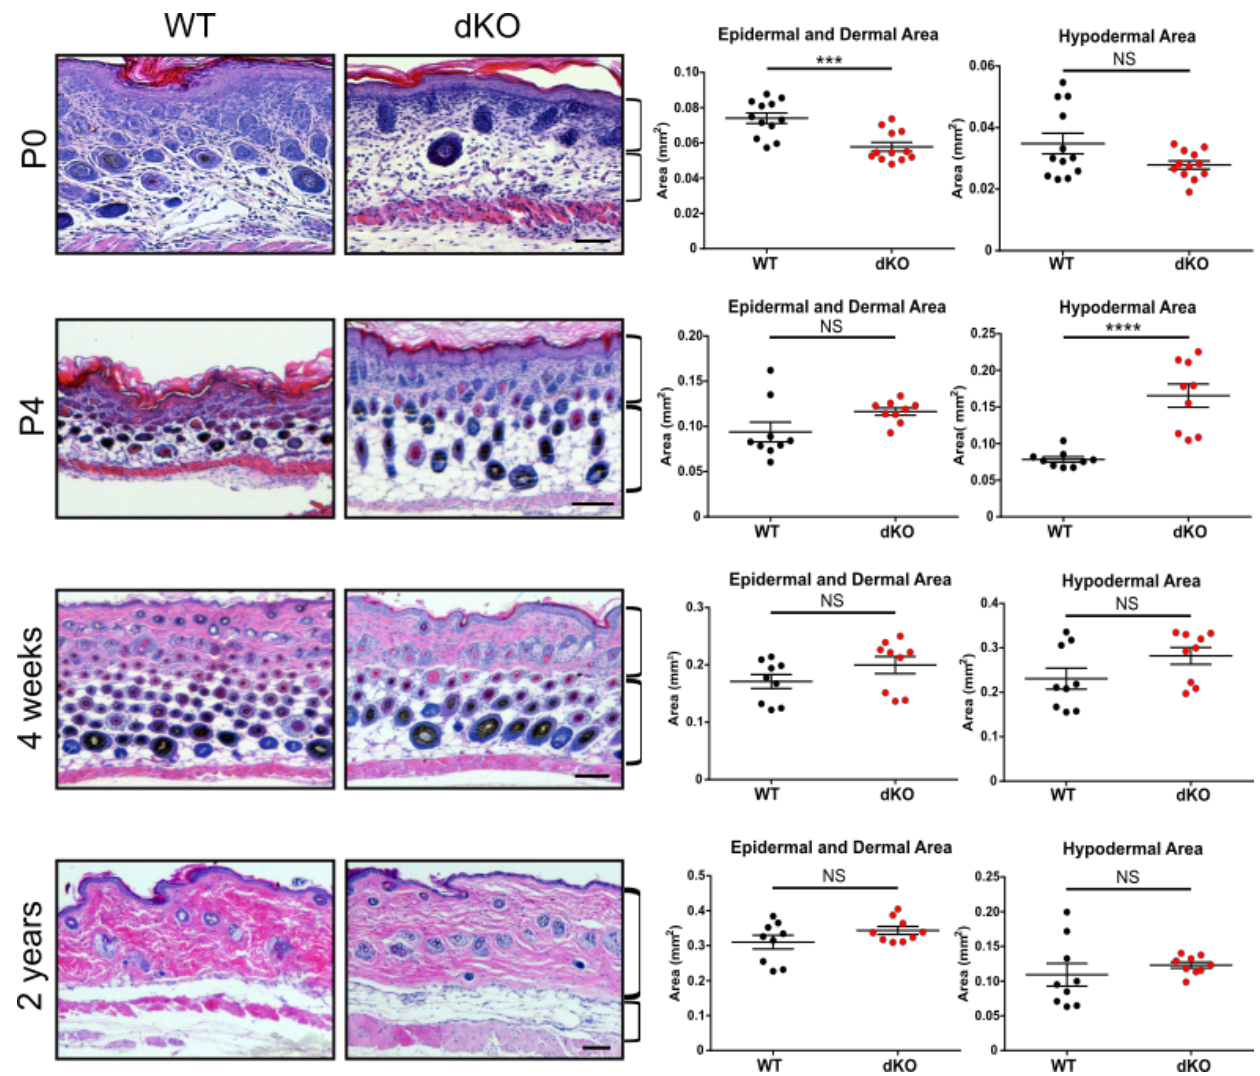 WT
dKO
P0
Epidermal and Dermal Area
***
0.10
0.08
0.06
0.04
0.02
0
Area (mm²)
WT
dKO
Hypodermal Area
NS
0.06
0.04
0.02
0
Area (mm²)
WT
dKO
P4
Epidermal and Dermal Area
NS
0.20
0.15
0.10
0.05
0
Area (mm²)
WT
dKO
Hypodermal Area
****
0.25
0.20
0.15
0.10
0.05
0
Area( mm²)
WT
dKO
4 weeks
Epidermal and Dermal Area
NS
0.3
0.2
0.1
0
Area (mm²)
WT
dKO
Hypodermal Area
NS
0.4
0.3
0.2
0.1
0
Area (mm²)
WT
dKO
2 years
Epidermal and Dermal Area
NS
0.5
0.4
0.3
0.2
0.1
0
Area (mm²)
WT
dKO
Hypodermal Area
NS
0.25
0.20
0.15
0.10
0.05
0
Area (mm²)
WT
dKO